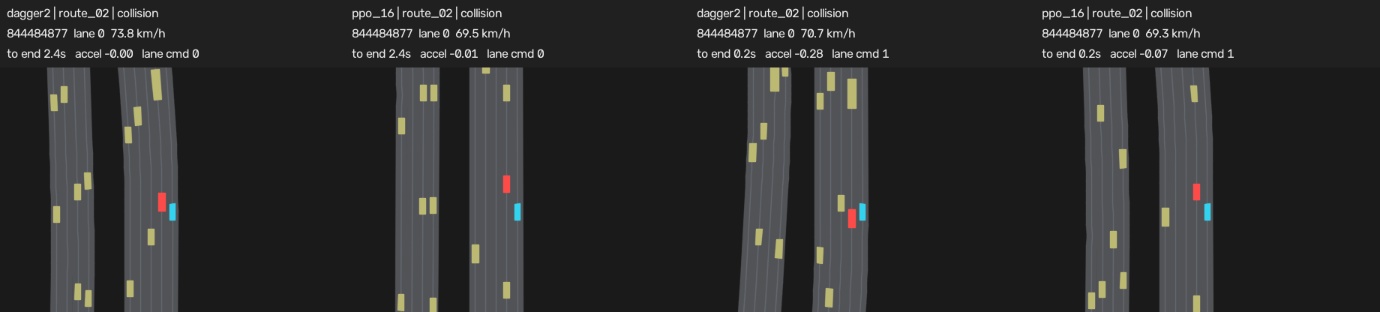 dagger2 | route_02 | collision
844484877 lane 0 73.8 km/h
to end 2.4s accel -0.00 lane cmd 0
ppo_16 | route_02 | collision
844484877 lane 0 69.5 km/h
to end 2.4s accel -0.01 lane cmd 0
dagger2 | route_02 | collision
844484877 lane 0 70.7 km/h
to end 0.2s accel -0.28 lane cmd 1
ppo_16 | route_02 | collision
844484877 lane 0 69.3 km/h
to end 0.2s accel -0.07 lane cmd 1